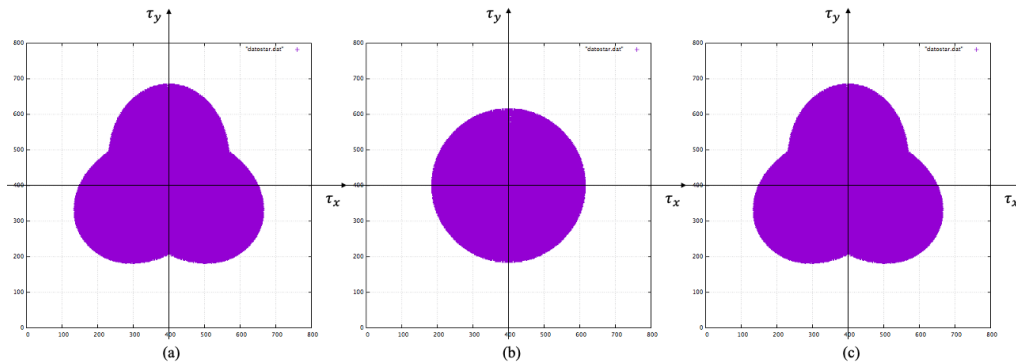 τy τy τy
800 "datostar.dat" + 800 "datostar.dat" + 800 "datostar.dat" +
700 700 700
600 600 600
500 500 500
400 400 400
τx τx τx
300 300 300
200 200 200
100 100 100
0 0 0
0 100 200 300 400 500 600 700 800 0 100 200 300 400 500 600 700 800 0 100 200 300 400 500 600 700 800
(a) (b) (c)